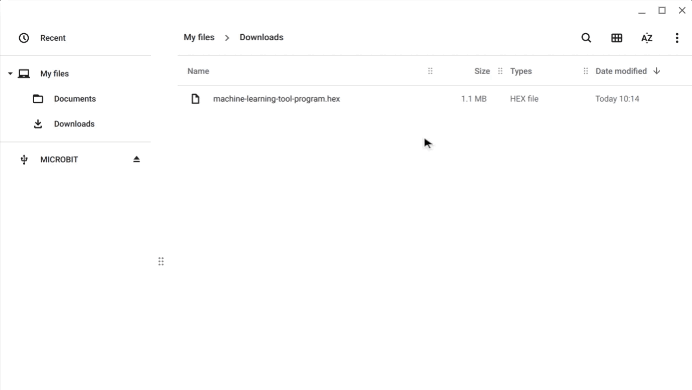 Recent
My files
Documents
Downloads
MICROBIT
My files > Downloads
AZ
Name Size Types Date modified
machine-learning-tool-program.hex 1.1 MB HEX file Today 10:14